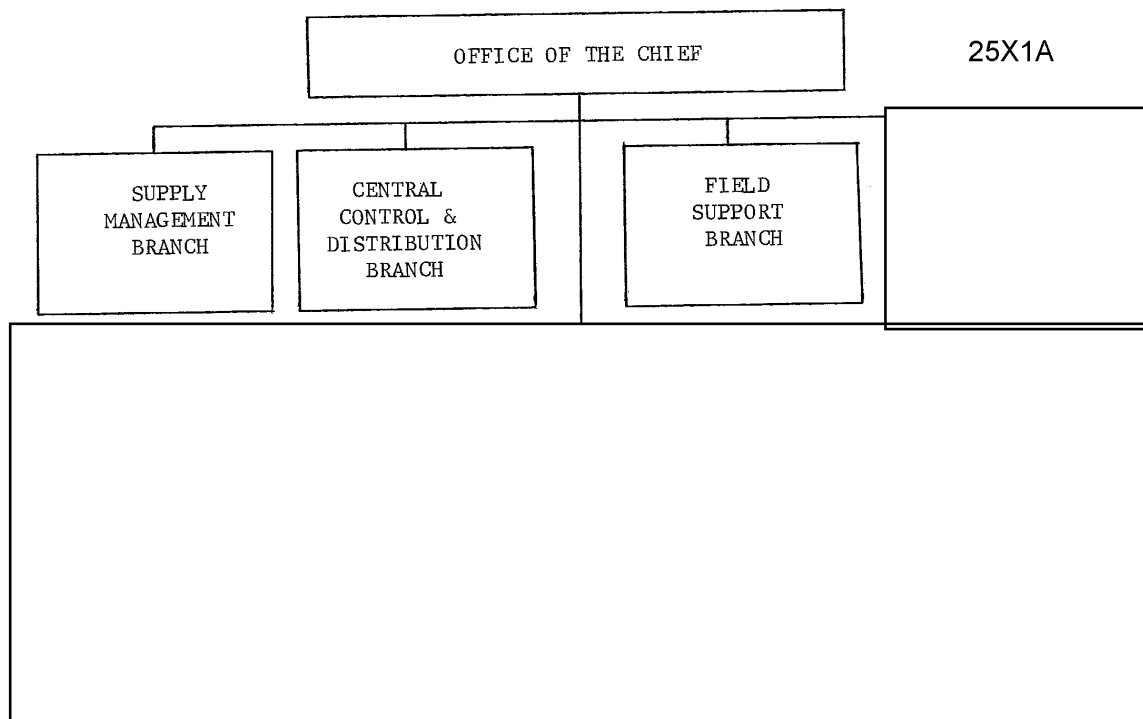 OFFICE OF THE CHIEF
25X1A
SUPPLY
MANAGEMENT
BRANCH
CENTRAL
CONTROL &
DISTRIBUTION
BRANCH
FIELD
SUPPORT
BRANCH